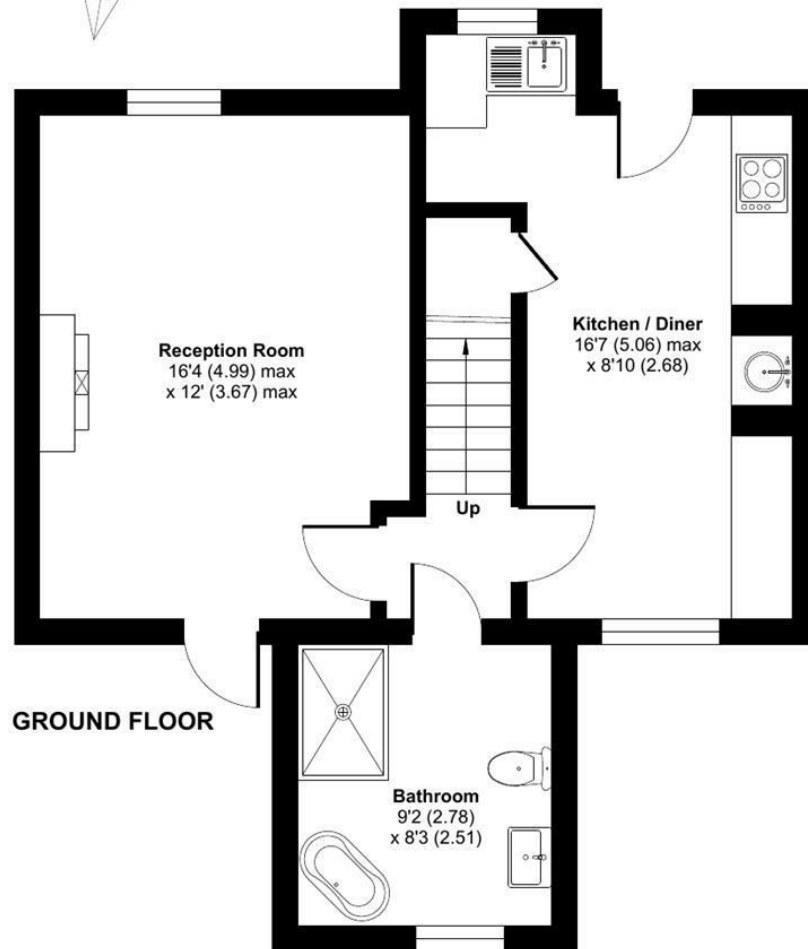 Kitchen / Diner
16'7 (5.06) max
x 8'10 (2.68)
Reception Room
16'4 (4.99) max
x 12' (3.67) max
Up
GROUND FLOOR
Bathroom
9'2 (2.78)
x 8'3 (2.51)